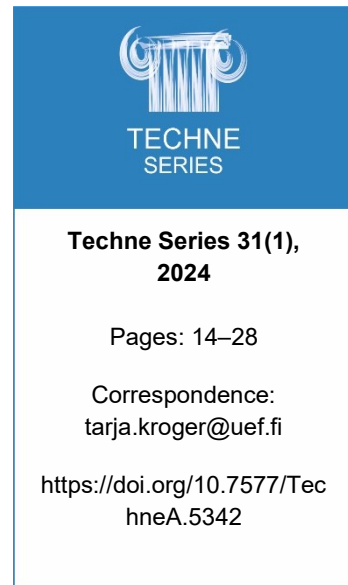 TECHNE
SERIES
Techne Series 31(1),
2024
Pages: 14–28
Correspondence:
tarja.kroger@uef.fi
https://doi.org/10.7577/Tec
hneA.5342